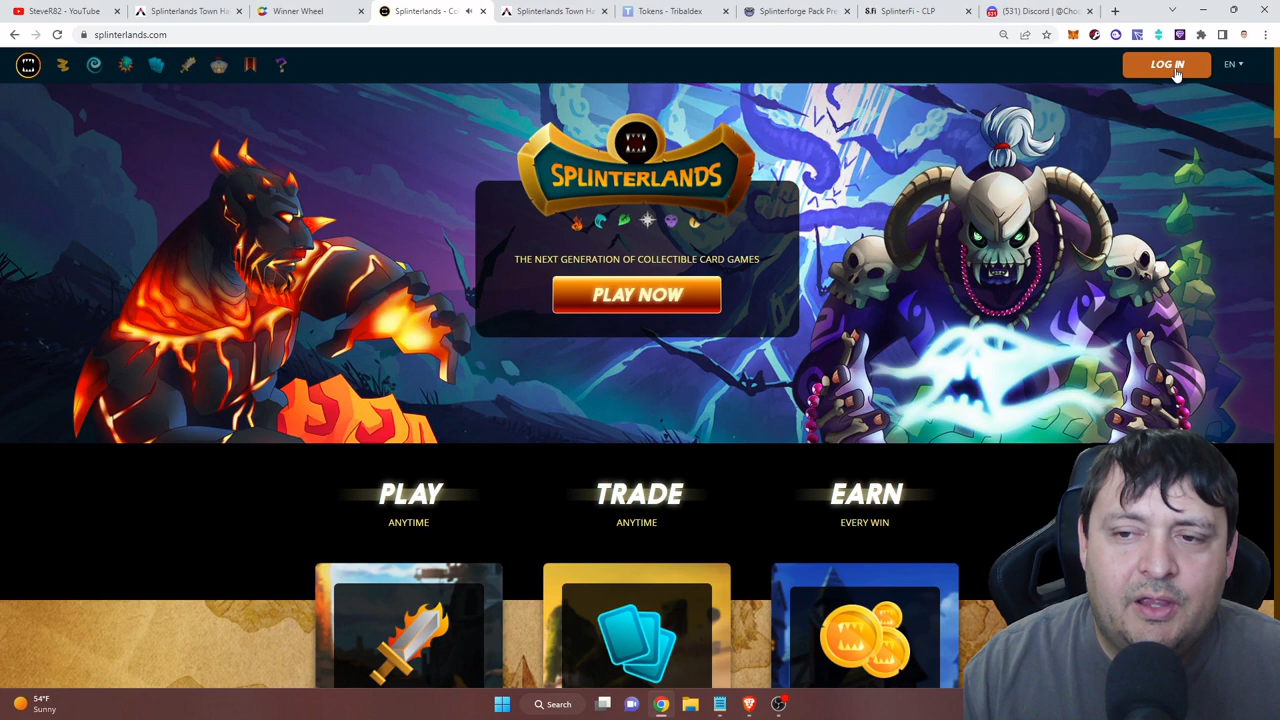 SteveR82 - YouTube
Splinterlands Town Ha
Winner Wheel
Splinterlands - Co
Splinterlands Town Ha
Tokens - Tribaldex
Splinterforge Pack Pre
S.fi SplinterFi - CLP
(531) Discord | @Choc
splinterlands.com
LOG IN
EN
SPLINTERLANDS
THE NEXT GENERATION OF COLLECTIBLE CARD GAMES
PLAY NOW
PLAY
TRADE
EARN
ANYTIME
ANYTIME
EVERY WIN
54°F
Sunny
Search